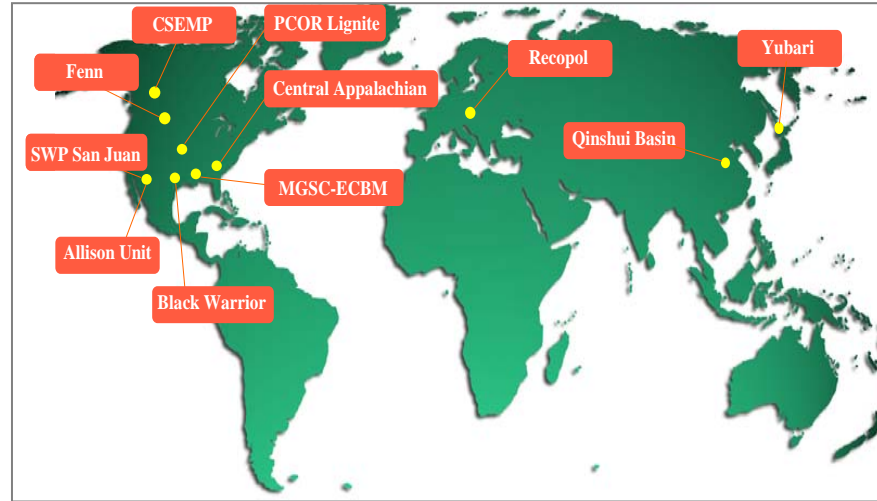 CSEMP
PCOR Lignite
Fenn
Recopol
Yubari
Central Appalachian
SWP San Juan
Qinshui Basin
MGSC-ECBM
Allison Unit
Black Warrior